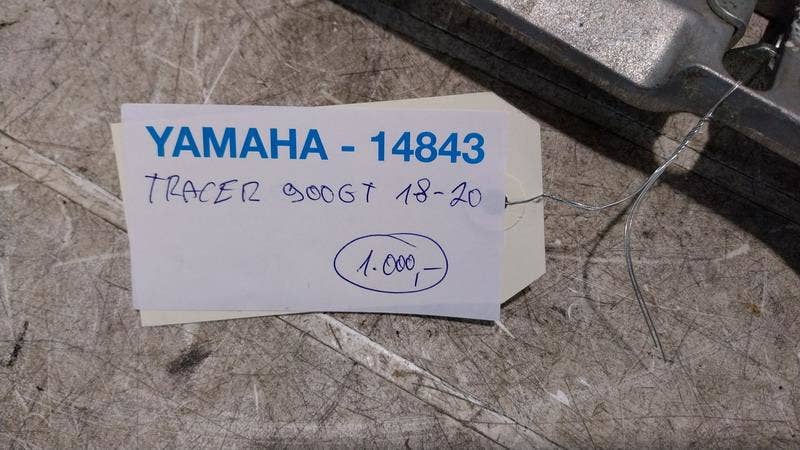 YAMAHA - 14843
TRACER 900GT 18-20
1.000,-